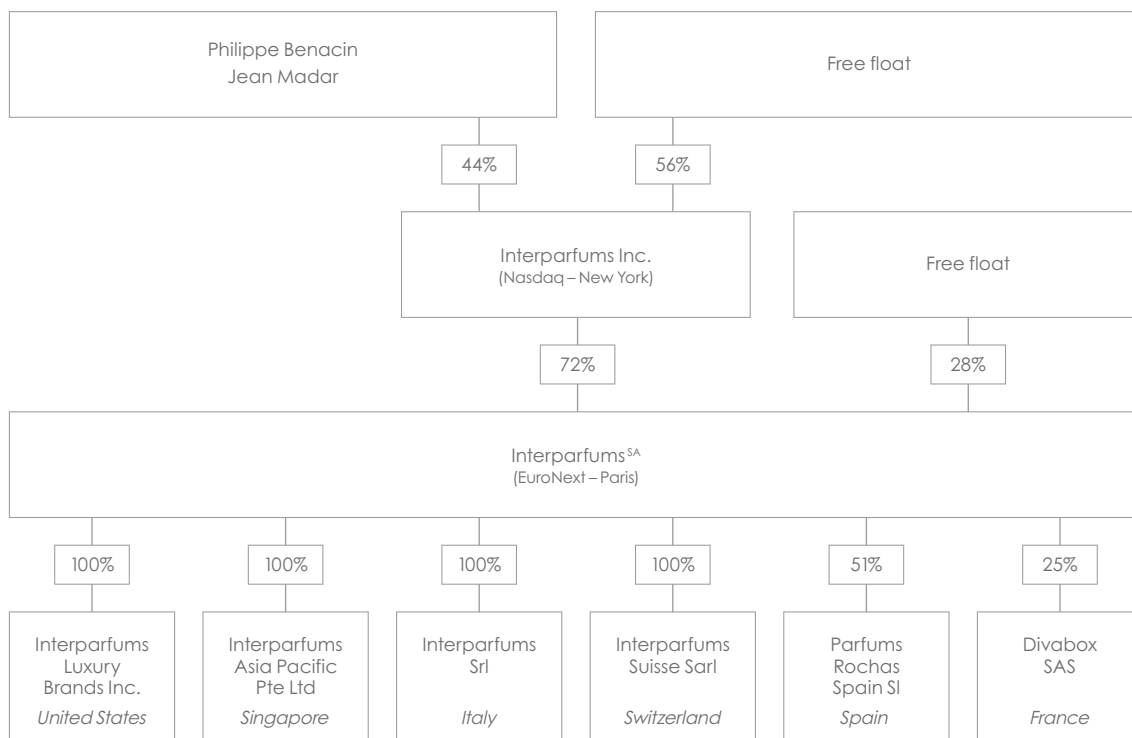 Philippe Benacin
Jean Madar
Free float
44%
56%
Interparfums Inc.
(Nasdaq – New York)
Free float
72%
28%
Interparfums SA
(EuroNext – Paris)
100%
100%
100%
100%
51%
25%
Interparfums
Luxury
Brands Inc.
United States
Interparfums
Asia Pacific
Pte Ltd
Singapore
Interparfums
Srl
Italy
Interparfums
Suisse Sarl
Switzerland
Parfums
Rochas
Spain Sl
Spain
Divabox
SAS
France